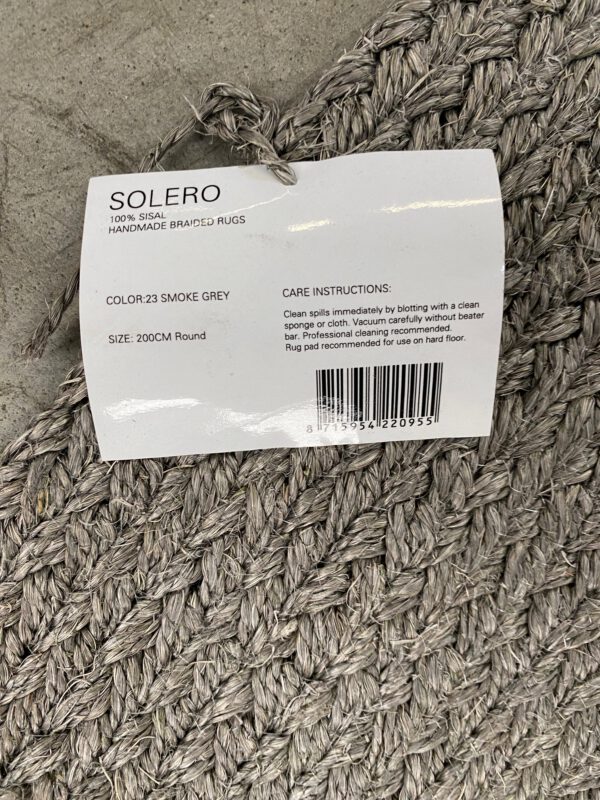 SOLERO
100% SISAL
HANDMADE BRAIDED RUGS
COLOR:23 SMOKE GREY
SIZE: 200CM Round
CARE INSTRUCTIONS:
Clean spills immediately by blotting with a clean
sponge or cloth. Vacuum carefully without beater
bar. Professional cleaning recommended.
Rug pad recommended for use on hard floor.
8 715954 220955